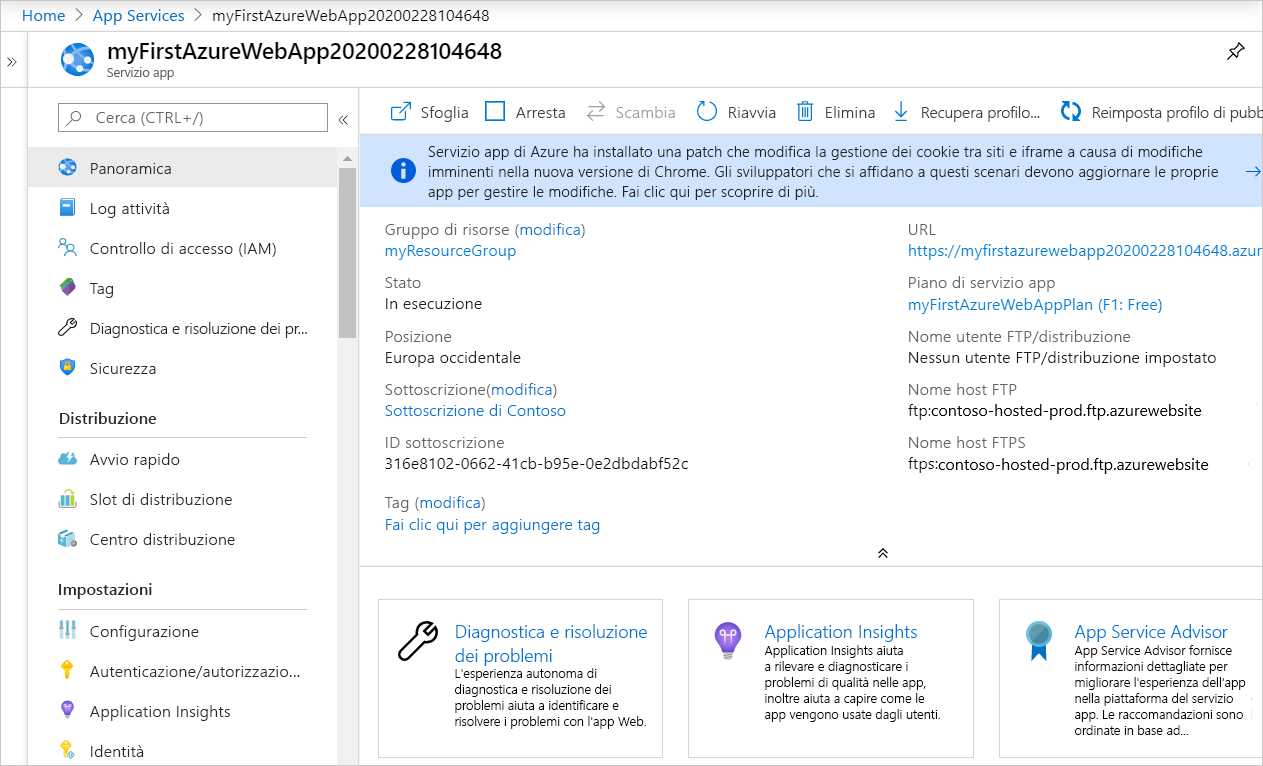 Home > App Services > myFirstAzureWebApp20200228104648
myFirstAzureWebApp20200228104648
Servizio app
Cerca (CTRL+/)
Panoramica
Log attività
Controllo di accesso (IAM)
Tag
Diagnostica e risoluzione dei pr...
Sicurezza
Distribuzione
Avvio rapido
Slot di distribuzione
Centro distribuzione
Impostazioni
Configurazione
Autenticazione/autorizzazio...
Application Insights
Identità
Sfoglia Arresta Scambia Riavvia Elimina Recupera profilo... Reimposta profilo di pubb
Servizio app di Azure ha installato una patch che modifica la gestione dei cookie tra siti e iframe a causa di modifiche
imminenti nella nuova versione di Chrome. Gli sviluppatori che si affidano a questi scenari devono aggiornare le proprie
app per gestire le modifiche. Fai clic qui per scoprire di più.
Gruppo di risorse (modifica)
myResourceGroup
Stato
In esecuzione
Posizione
Europa occidentale
Sottoscrizione(modifica)
Sottoscrizione di Contoso
ID sottoscrizione
316e8102-0662-41cb-b95e-0e2dbdabf52c
Tag (modifica)
Fai clic qui per aggiungere tag
URL
https://myfirstazurewebapp20200228104648.azur
Piano di servizio app
myFirstAzureWebAppPlan (F1: Free)
Nome utente FTP/distribuzione
Nessun utente FTP/distribuzione impostato
Nome host FTP
ftp:contoso-hosted-prod.ftp.azurewebsite
Nome host FTPS
ftps:contoso-hosted-prod.ftp.azurewebsite
Diagnostica e risoluzione
dei problemi
L'esperienza autonoma di
diagnostica e risoluzione dei
problemi aiuta a identificare e
risolvere i problemi con l'app Web.
Application Insights
Application Insights aiuta
a rilevare e diagnosticare i
problemi di qualità nelle app,
inoltre aiuta a capire come le
app vengono usate dagli utenti.
App Service Advisor
App Service Advisor fornisce
informazioni dettagliate per
migliorare l'esperienza dell'app
nella piattaforma del servizio
app. Le raccomandazioni sono
ordinate in base ad...